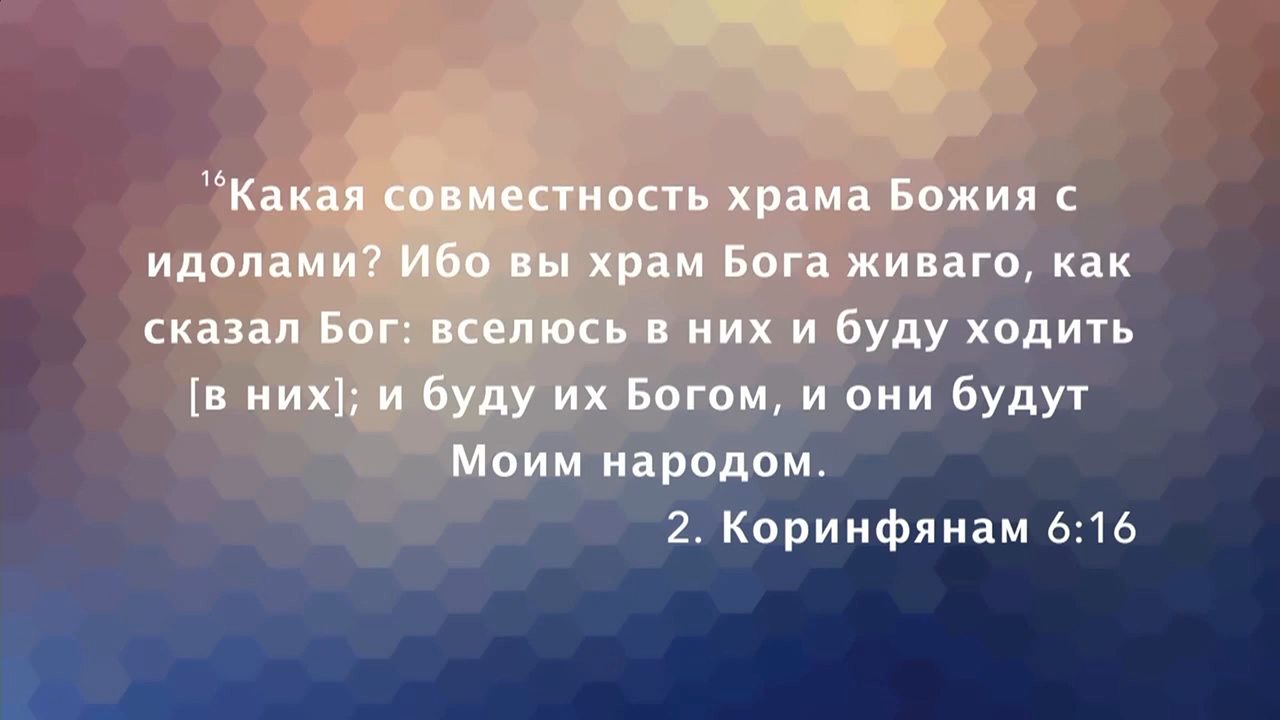 ¹⁶Какая совместность храма Божия с
идолами? Ибо вы храм Бога живаго, как
сказал Бог: вселюсь в них и буду ходить
[в них]; и буду их Богом, и они будут
Моим народом.
2. Коринфянам 6:16